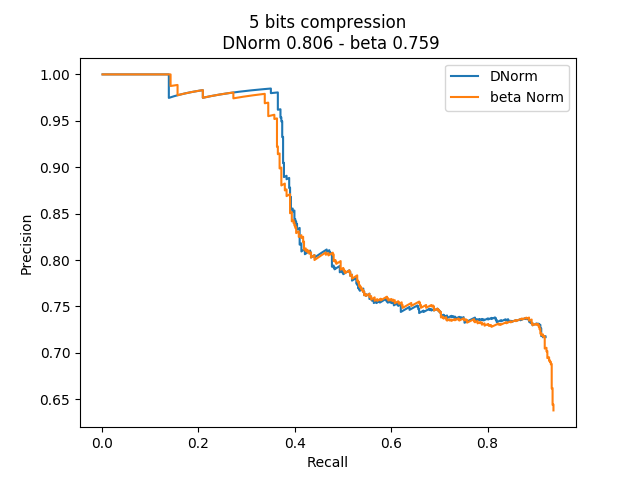 5 bits compression
DNorm 0.806 - beta 0.759
DNorm
beta Norm
Precision
1.00
0.95
0.90
0.85
0.80
0.75
0.70
0.65
0.0 0.2 0.4 0.6 0.8
Recall